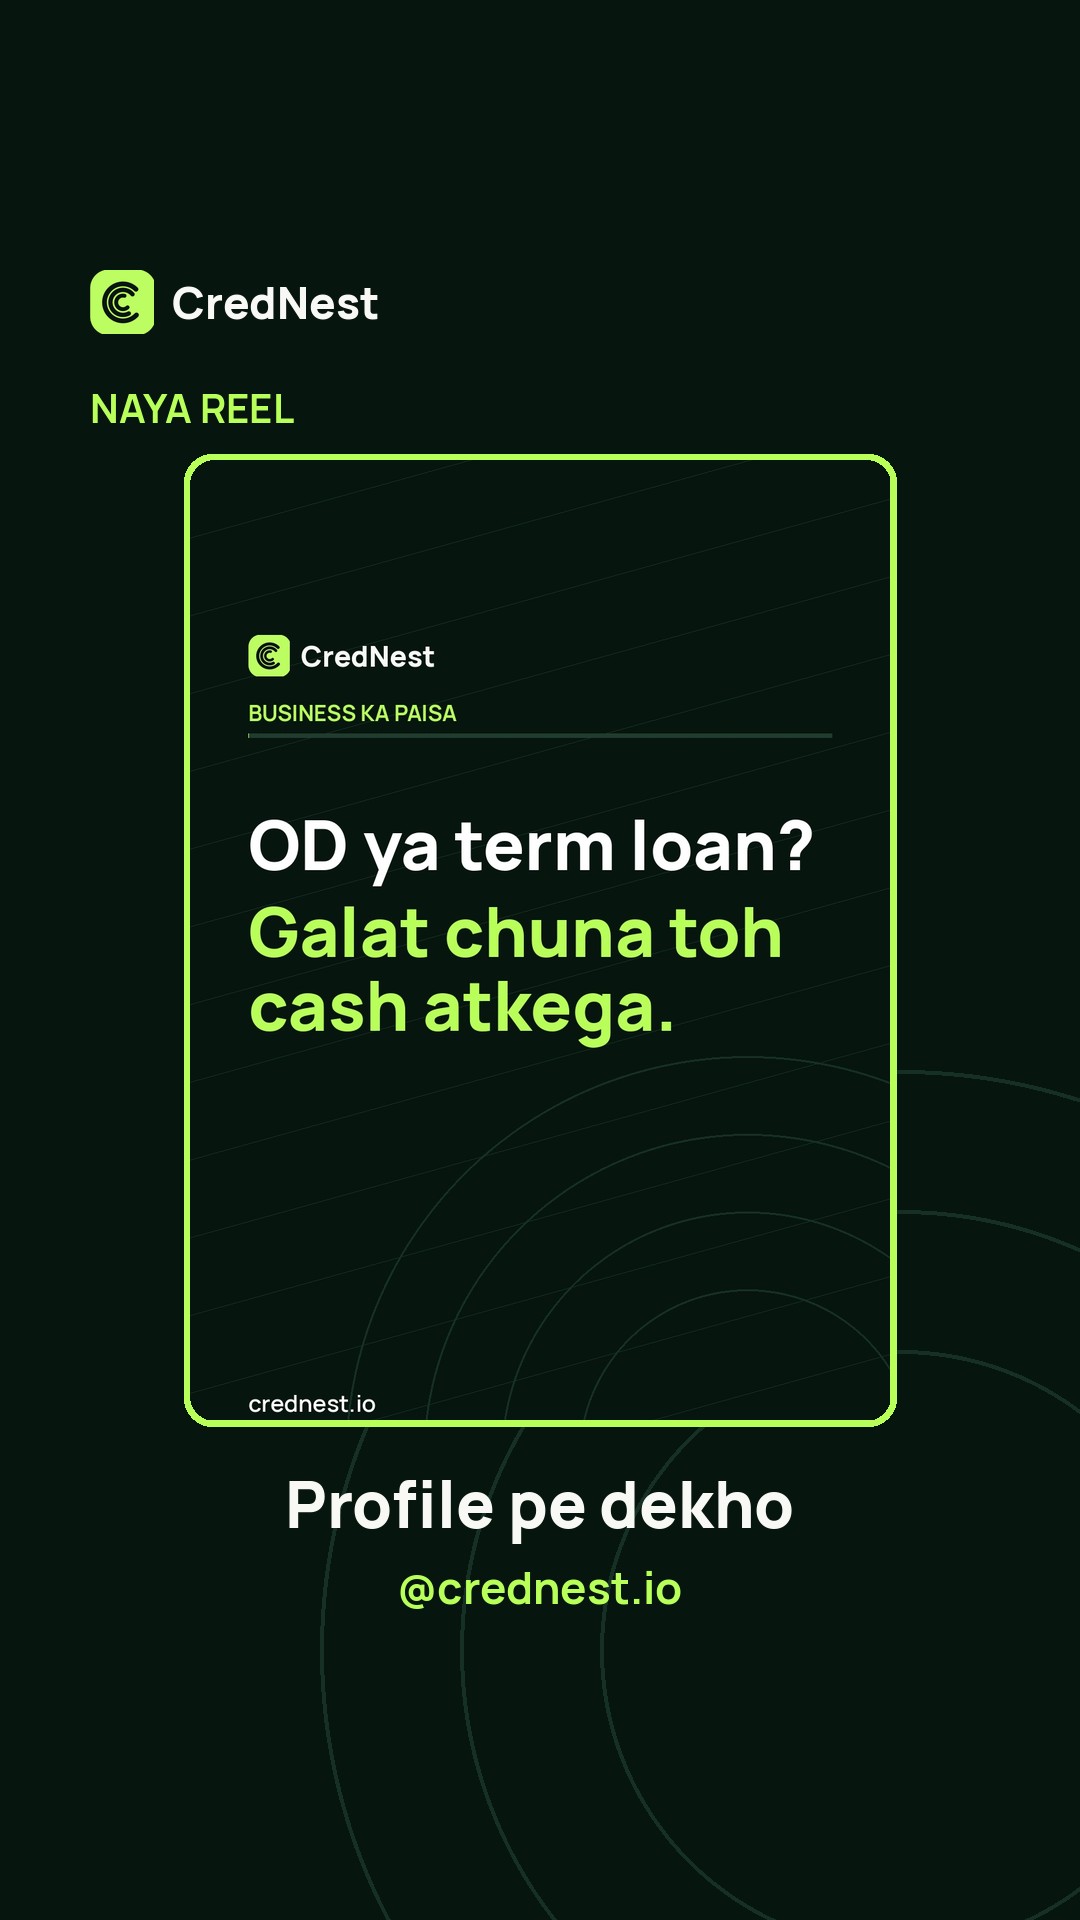 CredNest
NAYA REEL
CredNest
BUSINESS KA PAISA
OD ya term loan?
Galat chuna toh
cash atkega.
crednest.io
Profile pe dekho
@crednest.io